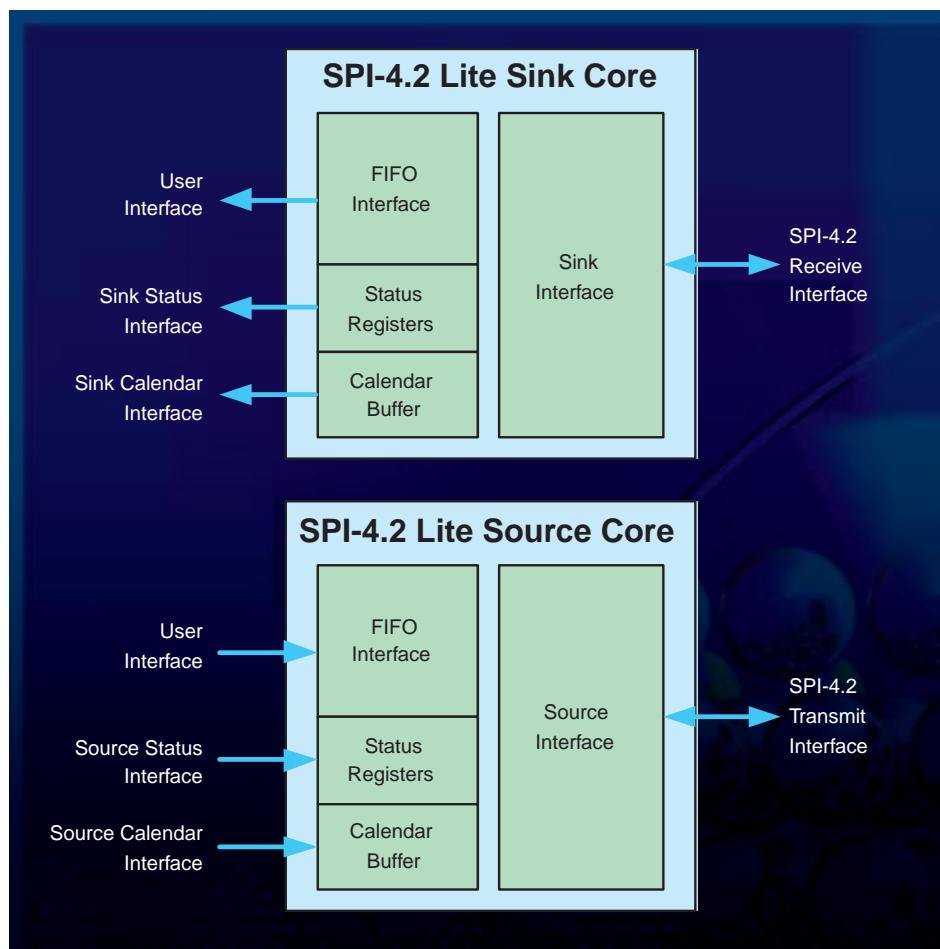 SPI-4.2 Lite Sink Core
User
Interface
Sink Status
Interface
Sink Calendar
Interface
FIFO
Interface
Status
Registers
Calendar
Buffer
Sink
Interface
SPI-4.2
Receive
Interface
SPI-4.2 Lite Source Core
User
Interface
Source Status
Interface
Source Calendar
Interface
FIFO
Interface
Status
Registers
Calendar
Buffer
Source
Interface
SPI-4.2
Transmit
Interface